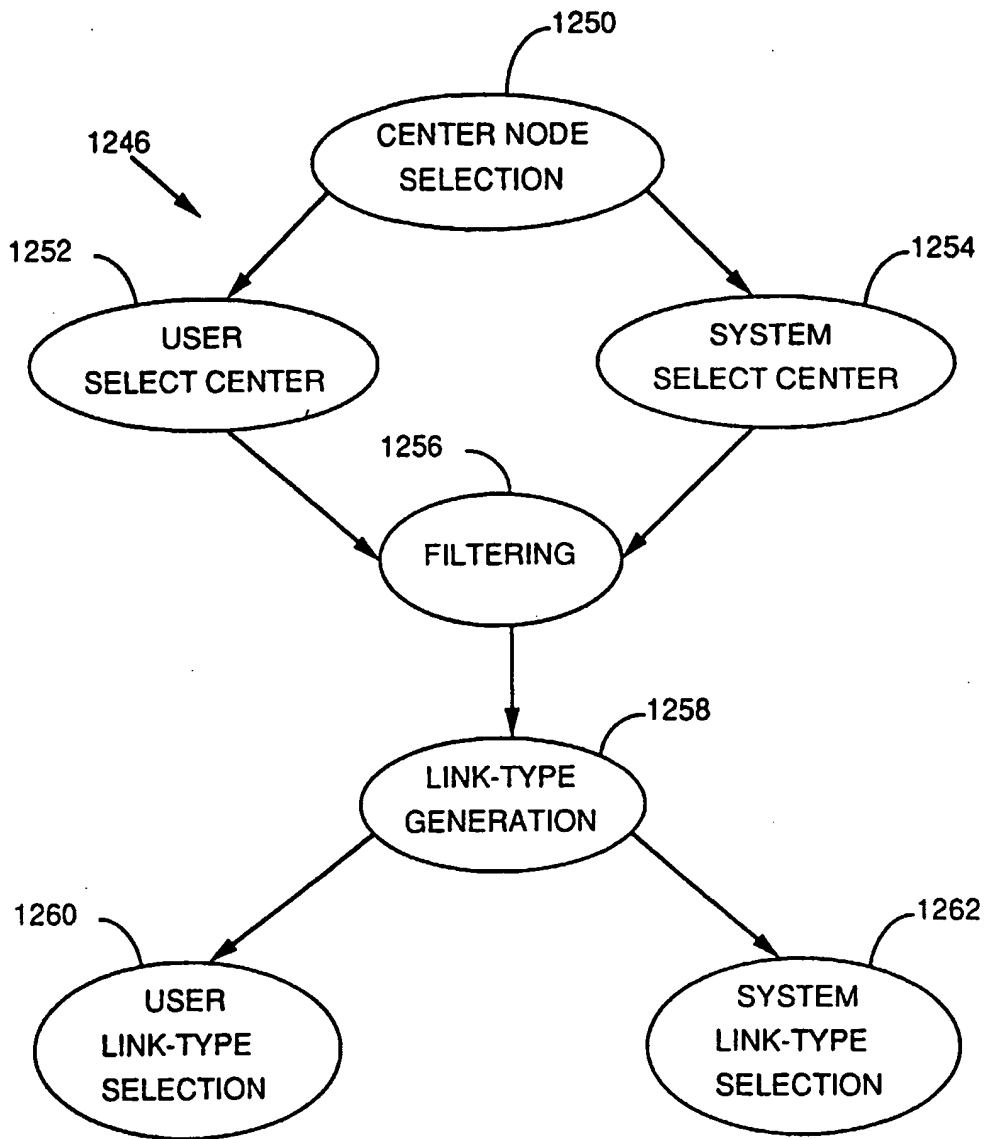 1250
CENTER NODE
SELECTION
1246
1252
1254
USER
SELECT CENTER
SYSTEM
SELECT CENTER
1256
FILTERING
1258
LINK-TYPE
GENERATION
1260
1262
USER
LINK-TYPE
SELECTION
SYSTEM
LINK-TYPE
SELECTION